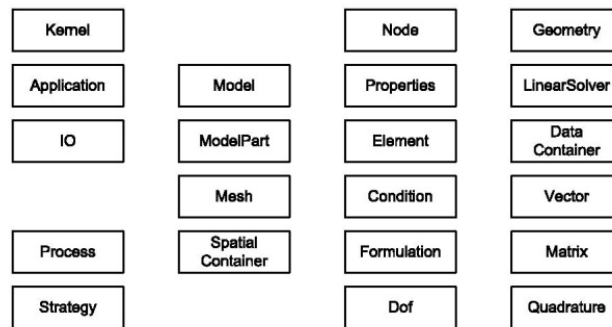 Kernel
Node
Geometry
Application
Model
Properties
LinearSolver
IO
ModelPart
Element
Data
Container
Mesh
Condition
Vector
Process
Spatial
Container
Formulation
Matrix
Strategy
Dof
Quadrature